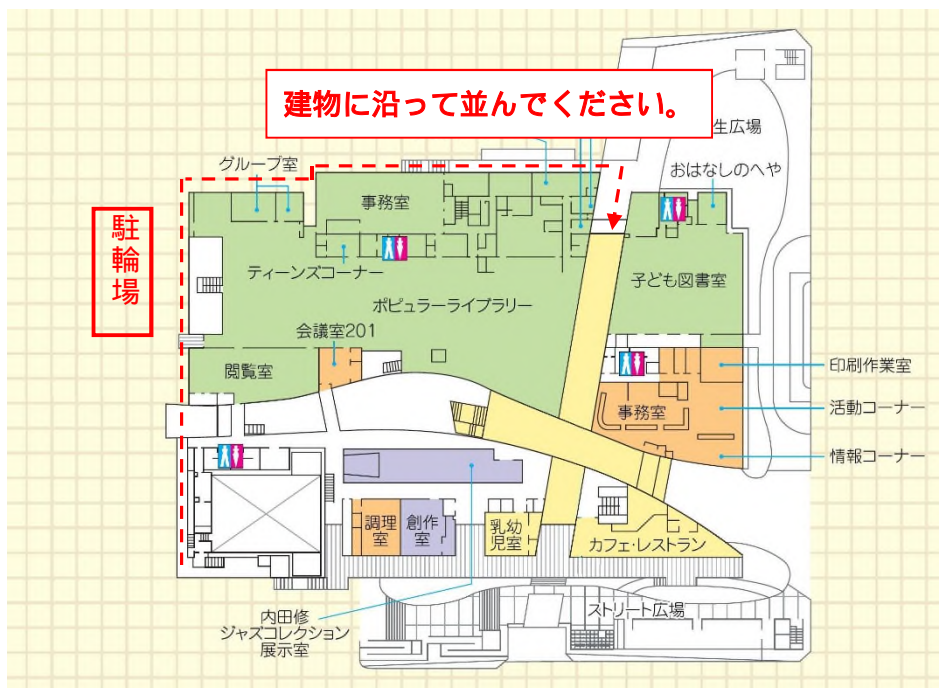 建物に沿って並んでください。
生広場
グループ室
おはなしのへや
事務室
駐
輪
場
ティーンズコーナー
子ども図書室
ポピュラーライブラリー
会議室201
閲覧室
印刷作業室
事務室
活動コーナー
情報コーナー
調理
室
創作
室
乳幼
児室
カフェ・レストラン
ストリート広場
内田修
ジャズコレクション
展示室